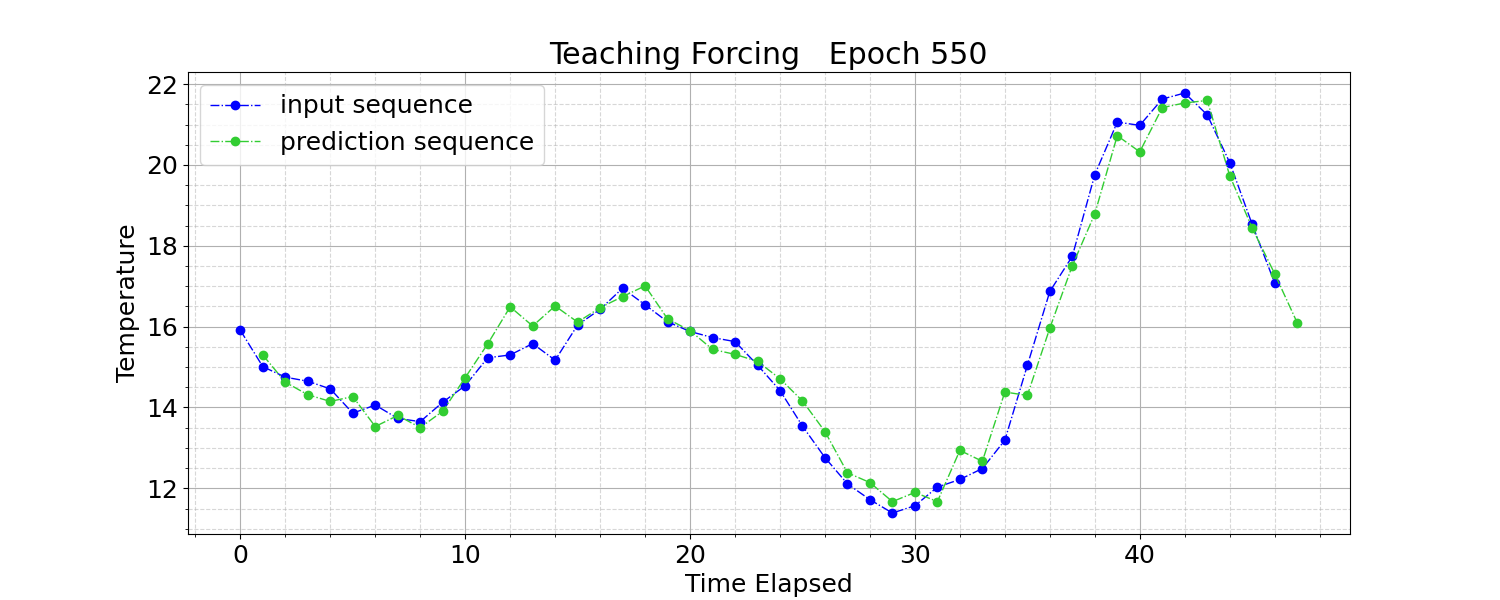 Teaching Forcing   Epoch 550
input sequence
prediction sequence
22
20
18
16
14
12
Temperature
0 10 20 30 40
Time Elapsed